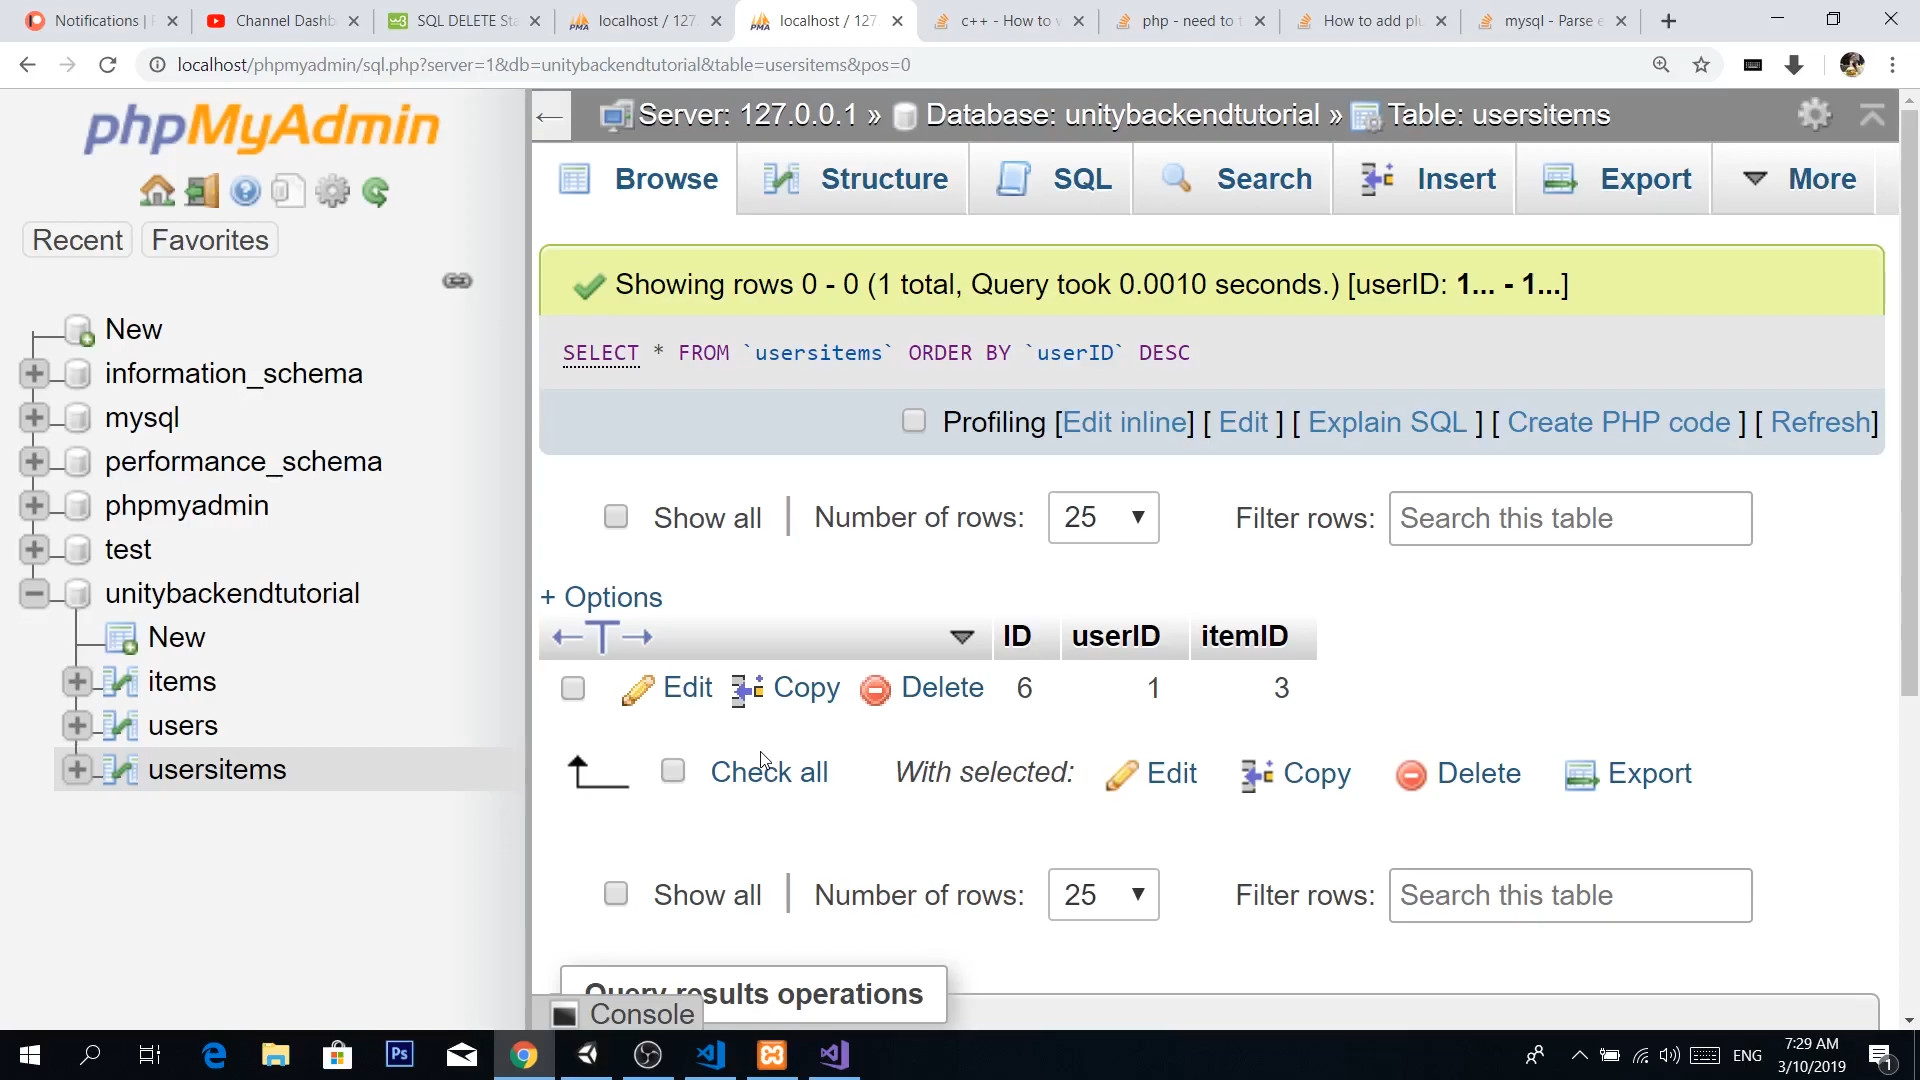 Notifications |
Channel Dashb
SQL DELETE Sta
localhost / 127
localhost / 127
c++ - How to
php - need to
How to add plu
mysql - Parse e
localhost/phpmyadmin/sql.php?server=1&db=unitybackendtutorial&table=usersitems&pos=0
phpMyAdmin
Recent
Favorites
New
information_schema
mysql
performance_schema
phpmyadmin
test
unitybackendtutorial
New
items
users
usersitems
Server: 127.0.0.1 » Database: unitybackendtutorial » Table: usersitems
Browse
Structure
SQL
Search
Insert
Export
More
Showing rows 0 - 0 (1 total, Query took 0.0010 seconds.) [userID: 1... - 1...]
SELECT * FROM `usersitems` ORDER BY `userID` DESC
Profiling [Edit inline] [ Edit ] [ Explain SQL ] [ Create PHP code ] [ Refresh]
Show all | Number of rows: 25 Filter rows: Search this table
+ Options
←T→ ID userID itemID
Edit Copy Delete 6 1 3
Check all With selected: Edit Copy Delete Export
Show all | Number of rows: 25 Filter rows: Search this table
Query results operations
Console
ENG
7:29 AM
3/10/2019
1
Ps
PMA
PMA
w3